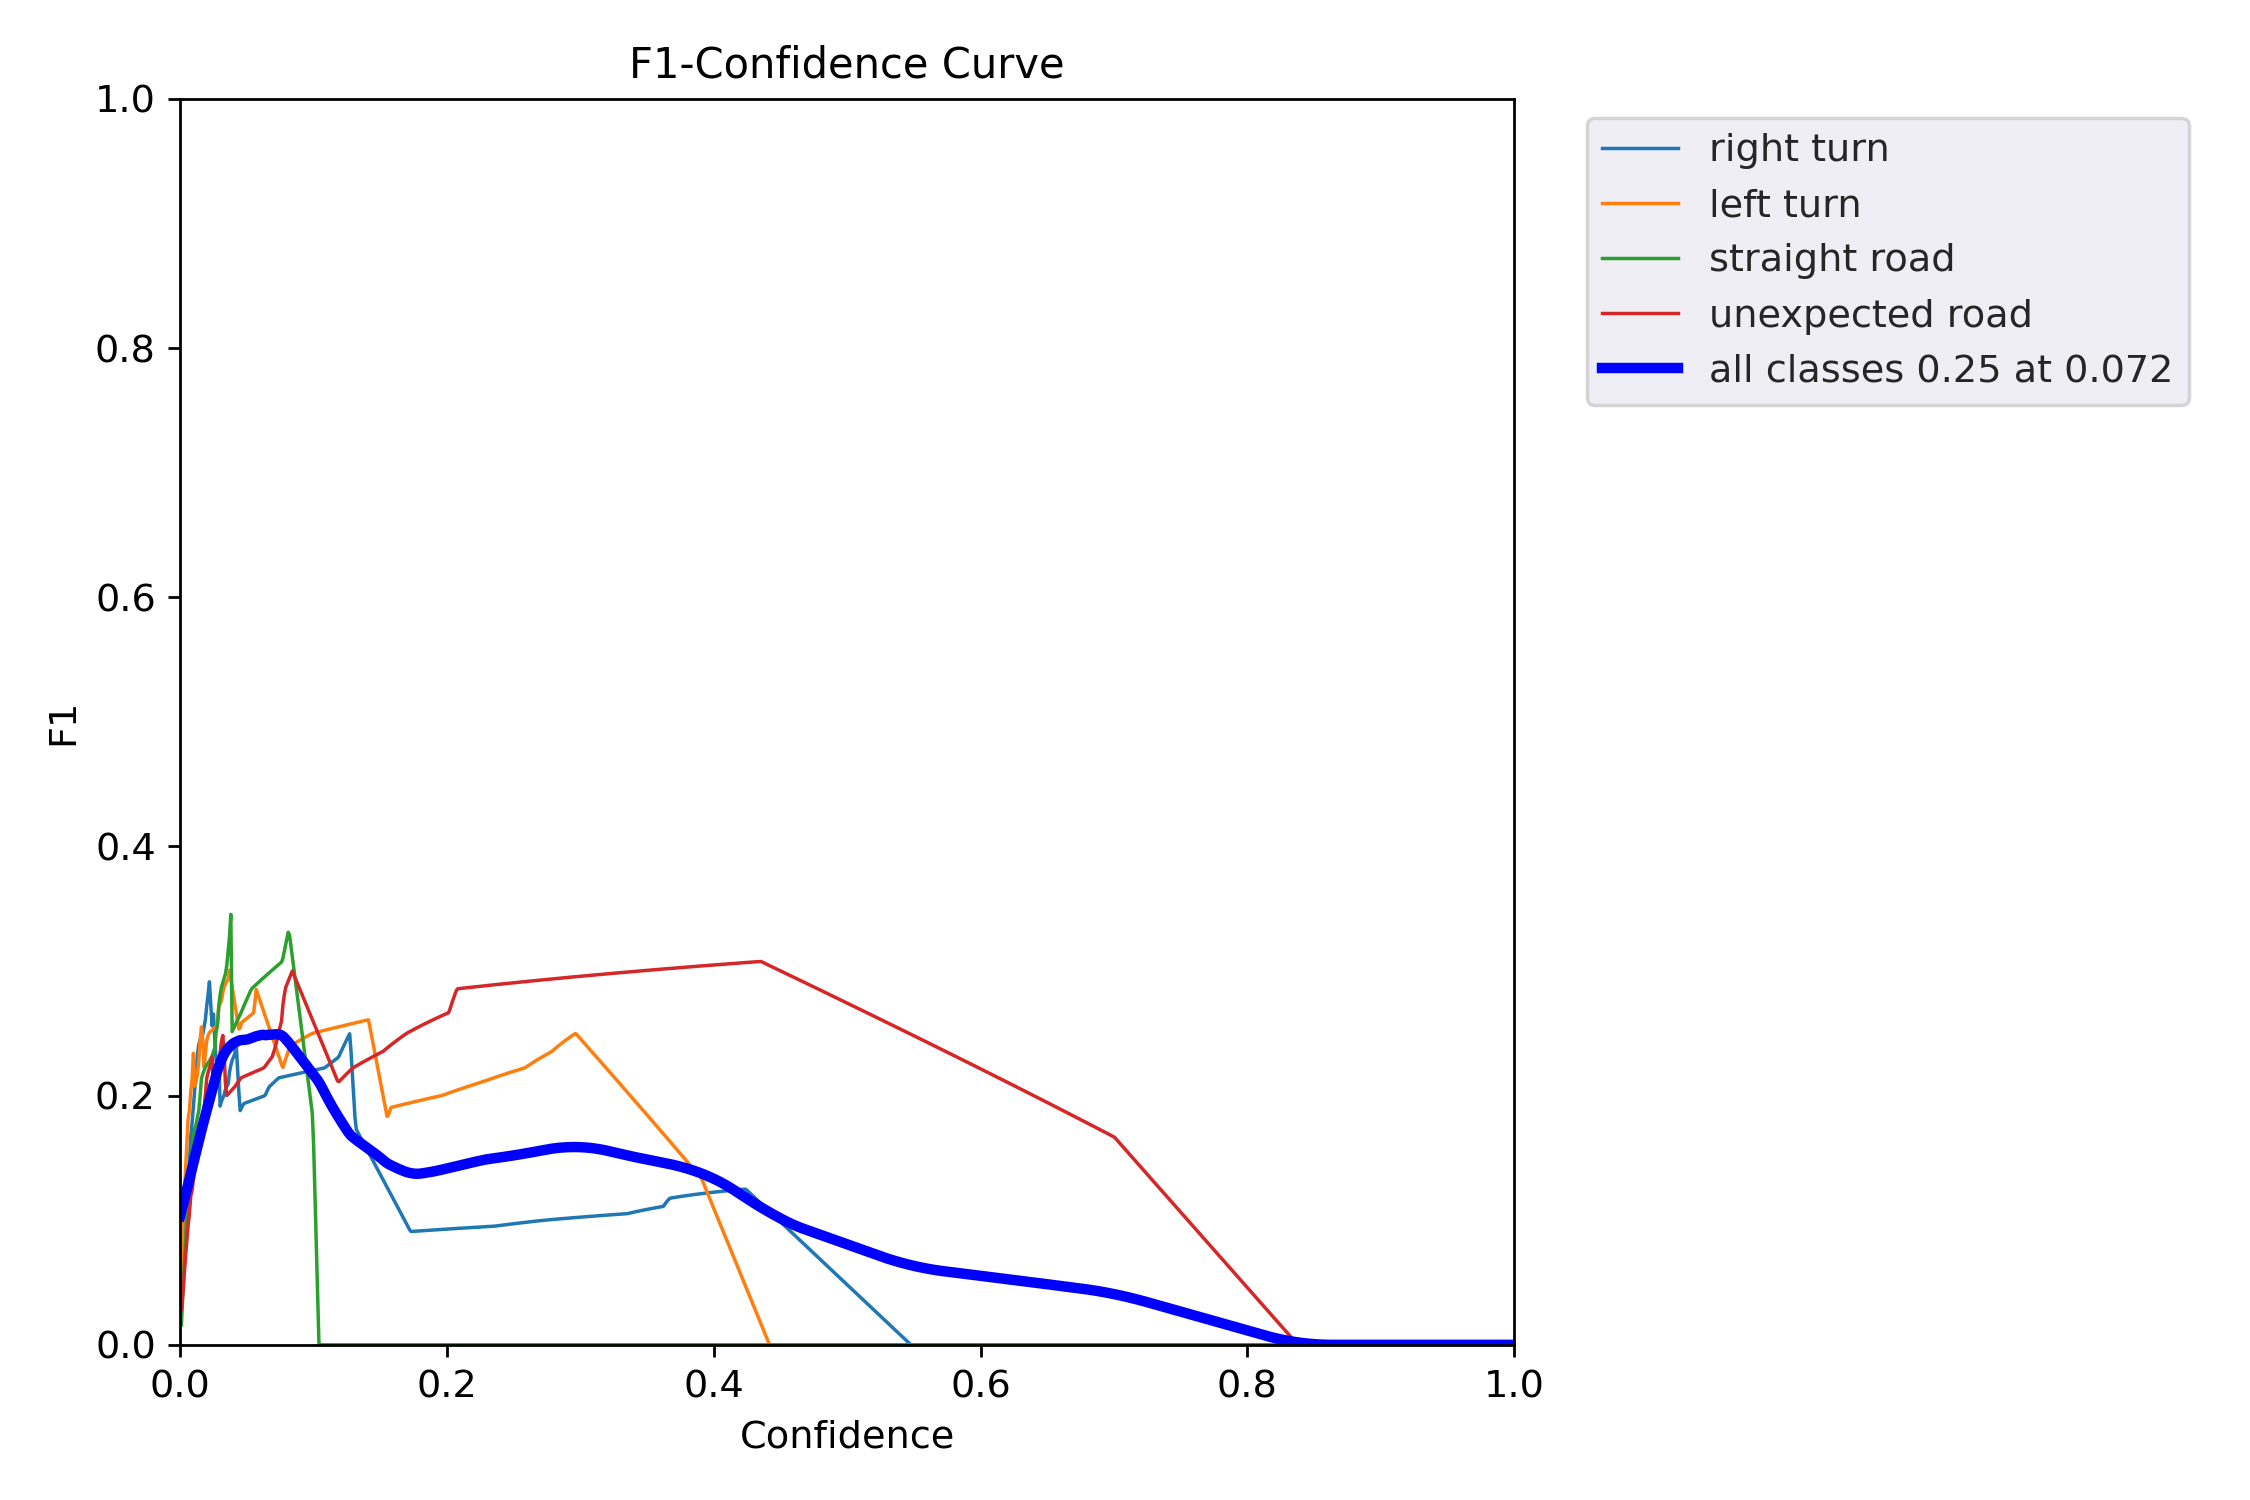 F1-Confidence Curve
1.0
0.8
0.6
0.4
0.2
0.0
F1
0.0 0.2 0.4 0.6 0.8 1.0
Confidence
right turn
left turn
straight road
unexpected road
all classes 0.25 at 0.072